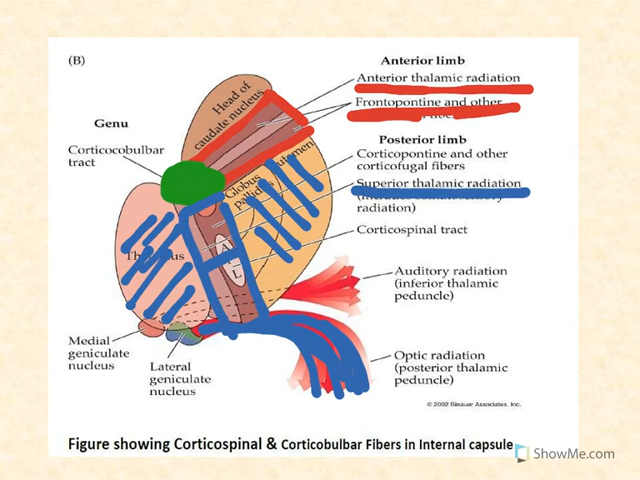 (B)
Anterior limb
Anterior thalamic radiation
Frontopontine and other
Head of
caudate nucleus
Genu
Corticocobulbar
tract
Posterior limb
Corticopontine and other
corticofugal fibers
Superior thalamic radiation
radiation)
Globus
Corticospinal tract
A
L
Auditory radiation
(inferior thalamic
peduncle)
Medial
geniculate
nucleus
Lateral
geniculate
nucleus
Optic radiation
(posterior thalamic
peduncle)
© 2002 Sinauer Associates, Inc.
Figure showing Corticospinal & Corticobulbar Fibers in Internal capsule
ShowMe.com